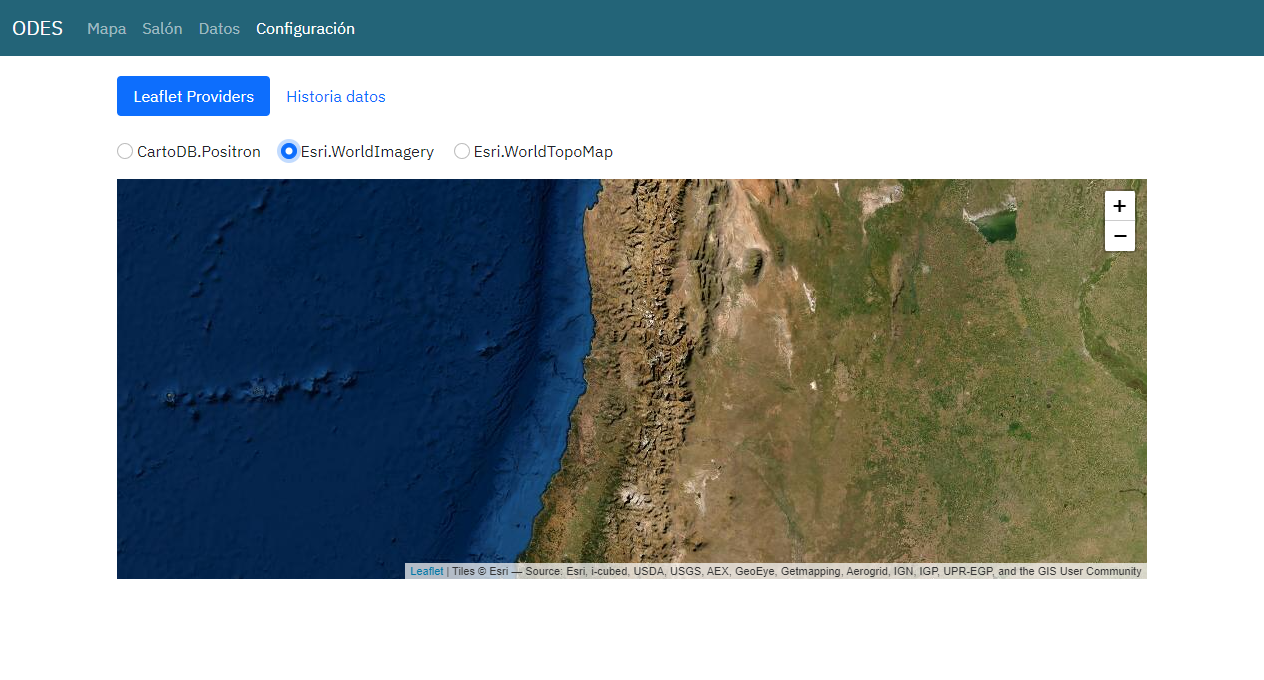 ODES Mapa Salón Datos Configuración
Leaflet Providers Historia datos
CartoDB.Positron Esri.WorldImagery Esri.WorldTopoMap
+
−
Leaflet | Tiles © Esri — Source: Esri, i-cubed, USDA, USGS, AEX, GeoEye, Getmapping, Aerogrid, IGN, IGP, UPR-EGP, and the GIS User Community